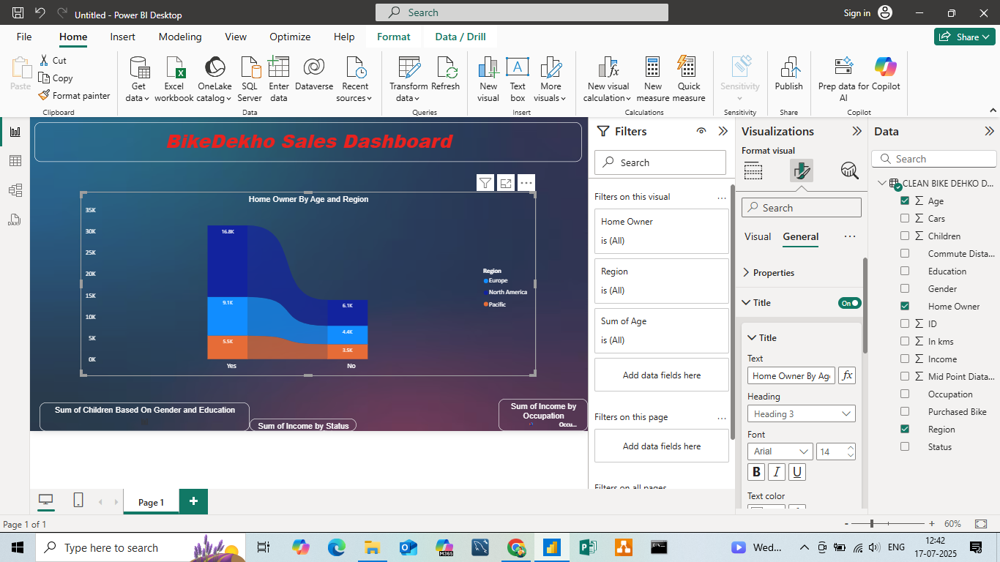 Untitled - Power BI Desktop
Search
Sign in
File
Home
Insert
Modeling
View
Optimize
Help
Format
Data / Drill
Share
Paste
Cut
Copy
Format painter
Clipboard
Get data
Excel workbook
OneLake catalog
SQL Server
Enter data
Dataverse
Recent sources
Data
Transform data
Refresh
Queries
New visual
Text box
More visuals
Insert
New visual calculation
New measure
Quick measure
Calculations
Sensitivity
Sensitivity
Publish
Share
Prep data for AI
Copilot
Copilot
BikeDekho Sales Dashboard
Home Owner By Age and Region
35K
30K
25K
20K
15K
10K
5K
0K
16.8K
9.1K
5.5K
6.1K
4.4K
3.5K
Yes
No
Region
Europe
North America
Pacific
Sum of Children Based On Gender and Education
Sum of Income by Status
Sum of Income by Occupation
Occu...
Filters
Search
Filters on this visual
...
Home Owner
is (All)
Region
is (All)
Sum of Age
is (All)
Add data fields here
Filters on this page
...
Add data fields here
Filters on all pages
Visualizations
Format visual
Search
Visual
General
...
Properties
Title
On
Title
Text
Home Owner By Ag
fx
Heading
Heading 3
Font
Arial
14
B
I
U
Text color
Data
Search
CLEAN BIKE DEHKO D...
Age
Cars
Children
Commute Dista...
Education
Gender
Home Owner
ID
In kms
Income
Mid Point Diata...
Occupation
Purchased Bike
Region
Status
DAX
Page 1
+
Page 1 of 1
-
+
60%
Type here to search
M365
Wed...
ENG
12:42
17-07-2025